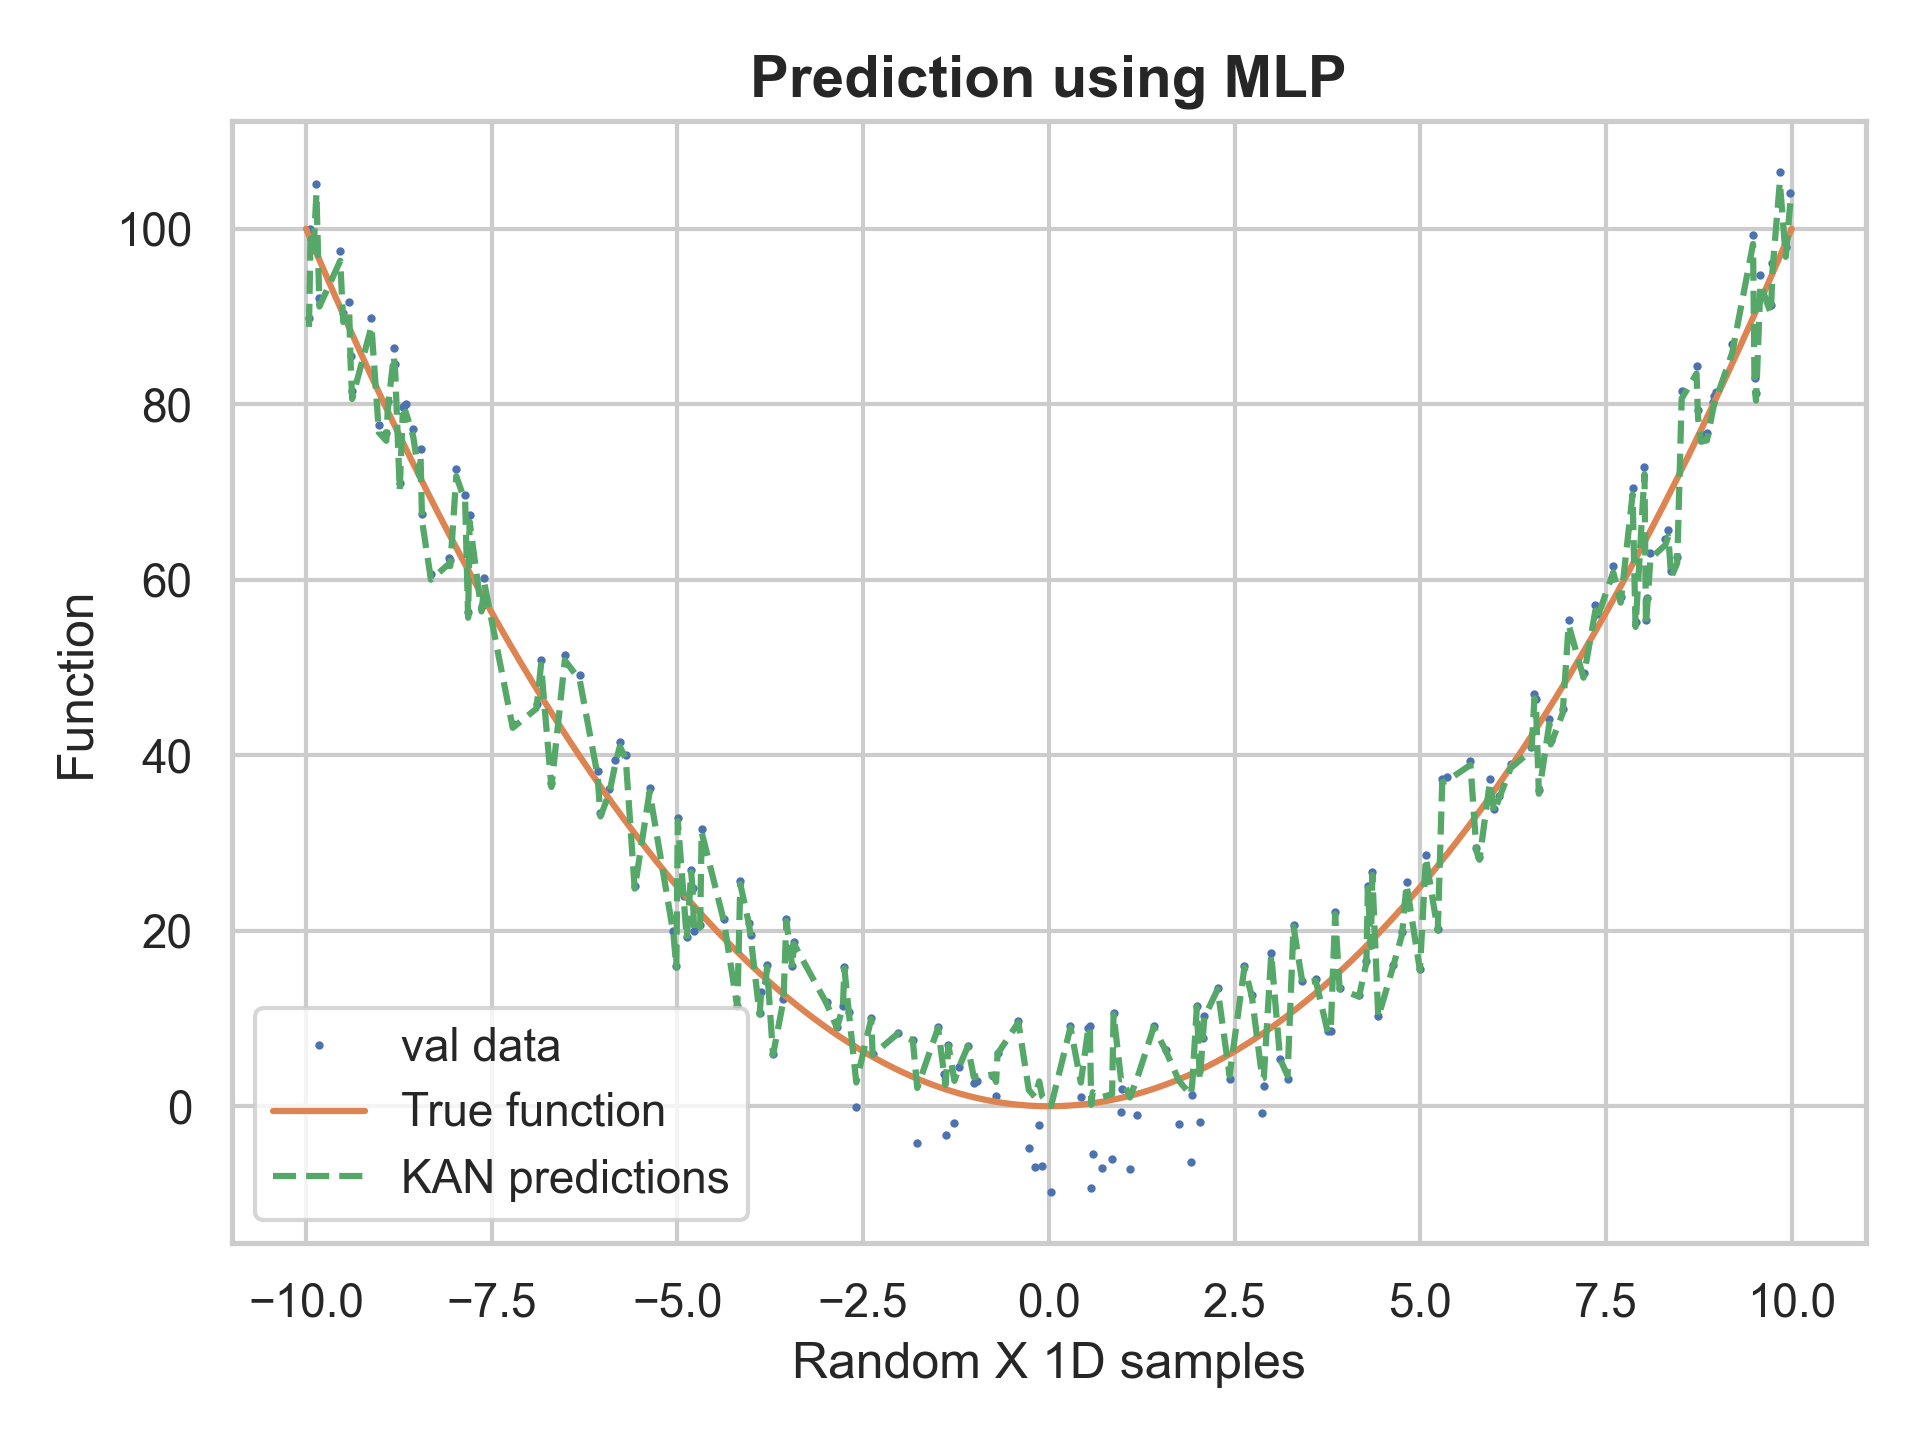 Prediction using MLP
Function
100
80
60
40
20
0
val data
True function
KAN predictions
−10.0 −7.5 −5.0 −2.5 0.0 2.5 5.0 7.5 10.0
Random X 1D samples